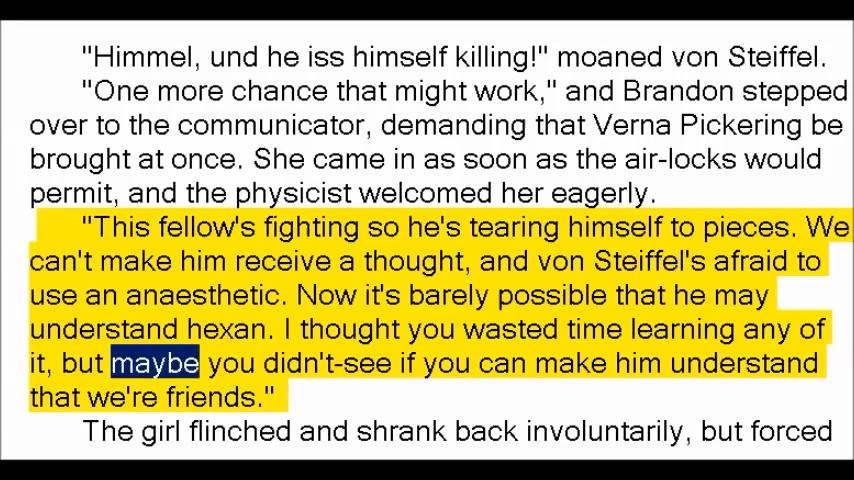 "Himmel, und he iss himself killing!" moaned von Steiffel.
"One more chance that might work," and Brandon stepped
over to the communicator, demanding that Verna Pickering be
brought at once. She came in as soon as the air-locks would
permit, and the physicist welcomed her eagerly.
"This fellow's fighting so he's tearing himself to pieces. We
can't make him receive a thought, and von Steiffel's afraid to
use an anaesthetic. Now it's barely possible that he may
understand hexan. I thought you wasted time learning any of
it, but maybe you didn't-see if you can make him understand
that we're friends."
The girl flinched and shrank back involuntarily, but forced